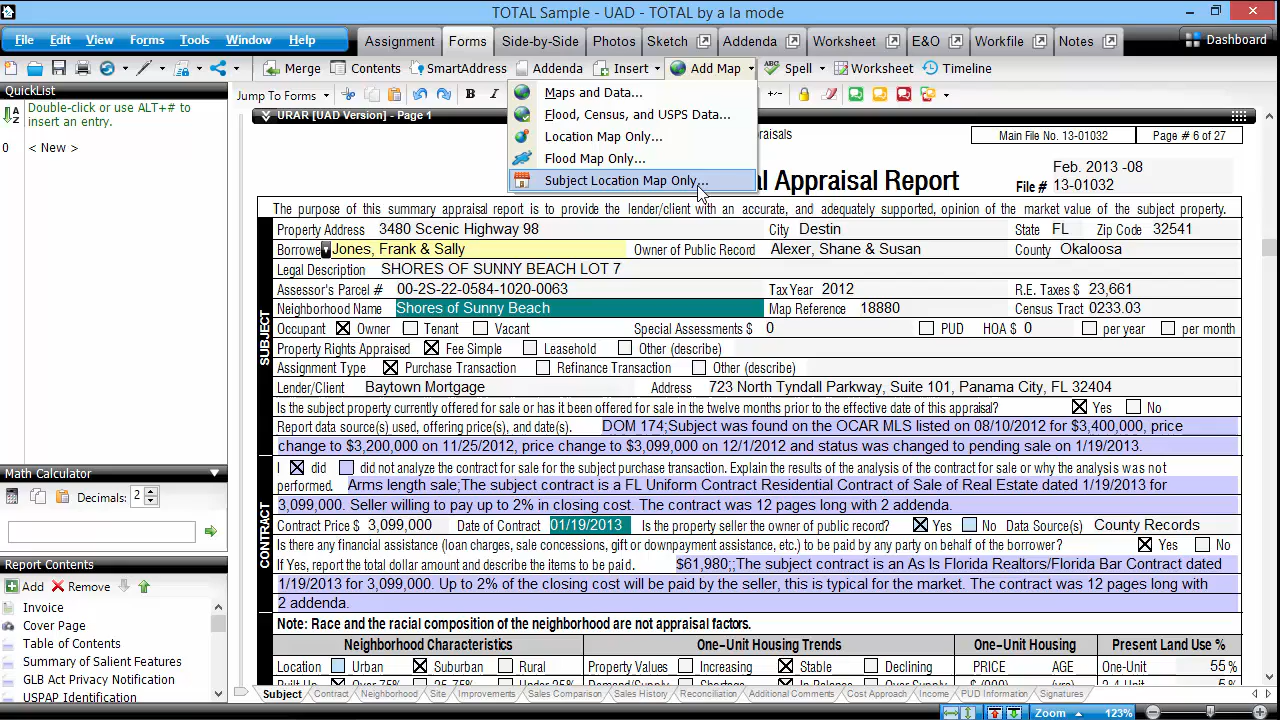 TOTAL Sample - UAD - TOTAL by a la mode
File Edit View Forms Tools Window Help
Assignment Forms Side-by-Side Photos Sketch Addenda Worksheet E&O Workfile Notes Dashboard
Merge Contents SmartAddress Addenda Insert Add Map Spell Worksheet Timeline
QuickList
Double-click or use ALT+# to
insert an entry.
0 < New >
Jump To Forms
B I
Maps and Data...
Flood, Census, and USPS Data...
Location Map Only...
Flood Map Only...
Subject Location Map Only...
URAR [UAD Version] - Page 1
Main File No. 13-01032 Page # 6 of 27
Appraisal Report
Feb. 2013 -08
File # 13-01032
The purpose of this summary appraisal report is to provide the lender/client with an accurate, and adequately supported, opinion of the market value of the subject property.
SUBJECT
Property Address 3480 Scenic Highway 98 City Destin State FL Zip Code 32541
Borrowe Jones, Frank & Sally Owner of Public Record Alexer, Shane & Susan County Okaloosa
Legal Description SHORES OF SUNNY BEACH LOT 7
Assessor's Parcel # 00-2S-22-0584-1020-0063 Tax Year 2012 R.E. Taxes $ 23,661
Neighborhood Name Shores of Sunny Beach Map Reference 18880 Census Tract 0233.03
Occupant Owner Tenant Vacant Special Assessments $ 0 PUD HOA $ 0 per year per month
Property Rights Appraised Fee Simple Leasehold Other (describe)
Assignment Type Purchase Transaction Refinance Transaction Other (describe)
Lender/Client Baytown Mortgage Address 723 North Tyndall Parkway, Suite 101, Panama City, FL 32404
Is the subject property currently offered for sale or has it been offered for sale in the twelve months prior to the effective date of this appraisal? Yes No
Report data source(s) used, offering price(s), and date(s). DOM 174;Subject was found on the OCAR MLS listed on 08/10/2012 for $3,400,000, price
change to $3,200,000 on 11/25/2012, price change to $3,099,000 on 12/1/2012 and status was changed to pending sale on 1/19/2013.
CONTRACT
I did did not analyze the contract for sale for the subject purchase transaction. Explain the results of the analysis of the contract for sale or why the analysis was not
performed. Arms length sale;The subject contract is a FL Uniform Contract Residential Contract of Sale of Real Estate dated 1/19/2013 for
3,099,000. Seller willing to pay up to 2% in closing cost. The contract was 12 pages long with 2 addenda.
Contract Price $ 3,099,000 Date of Contract 01/19/2013 Is the property seller the owner of public record? Yes No Data Source(s) County Records
Is there any financial assistance (loan charges, sale concessions, gift or downpayment assistance, etc.) to be paid by any party on behalf of the borrower? Yes No
If Yes, report the total dollar amount and describe the items to be paid. $61,980;;The subject contract is an As Is Florida Realtors/Florida Bar Contract dated
1/19/2013 for 3,099,000. Up to 2% of the closing cost will be paid by the seller, this is typical for the market. The contract was 12 pages long with
2 addenda.
Note: Race and the racial composition of the neighborhood are not appraisal factors.
Neighborhood Characteristics One-Unit Housing Trends One-Unit Housing Present Land Use %
Location Urban Suburban Rural Property Values Increasing Stable Declining PRICE AGE One-Unit 55 %
Math Calculator
Decimals: 2
Report Contents
Add Remove
Invoice
Cover Page
Table of Contents
Summary of Salient Features
GLB Act Privacy Notification
USPAP Identification
Subject Contract Neighborhood Site Improvements Sales Comparison Sales History Reconciliation Additional Comments Cost Approach Income PUD Information Signatures
Zoom 123%